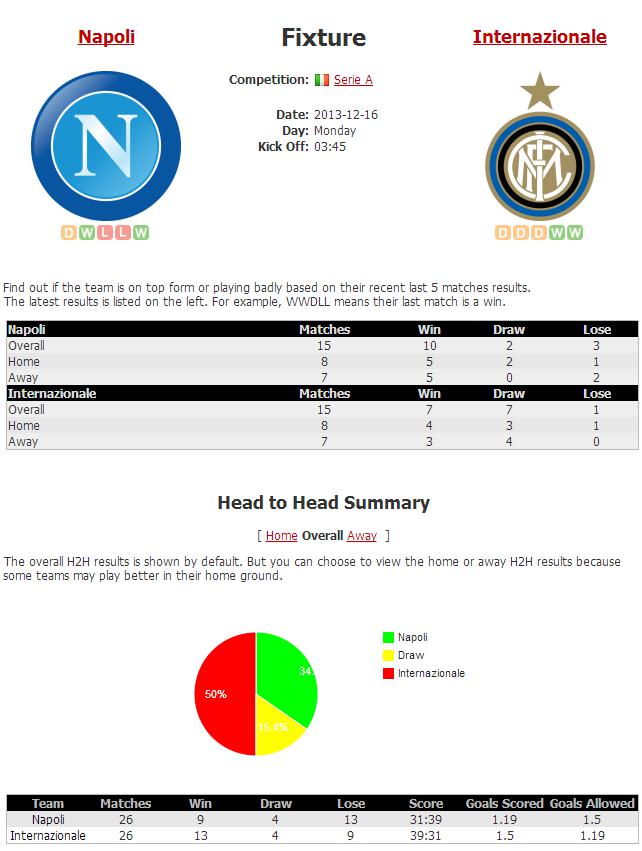 Napoli
Fixture
Internazionale
Competition: Serie A
Date: 2013-12-16
Day: Monday
Kick Off: 03:45
N
D W L L W
D D D W W
Find out if the team is on top form or playing badly based on their recent last 5 matches results.
The latest results is listed on the left. For example, WWDLL means their last match is a win.
Napoli Matches Win Draw Lose
Overall 15 10 2 3
Home 8 5 2 1
Away 7 5 0 2
Internazionale Matches Win Draw Lose
Overall 15 7 7 1
Home 8 4 3 1
Away 7 3 4 0
Head to Head Summary
[ Home Overall Away ]
The overall H2H results is shown by default. But you can choose to view the home or away H2H results because
some teams may play better in their home ground.
Napoli
Draw
Internazionale
34.
50%
15.4%
Team Matches Win Draw Lose Score Goals Scored Goals Allowed
Napoli 26 9 4 13 31:39 1.19 1.5
Internazionale 26 13 4 9 39:31 1.5 1.19